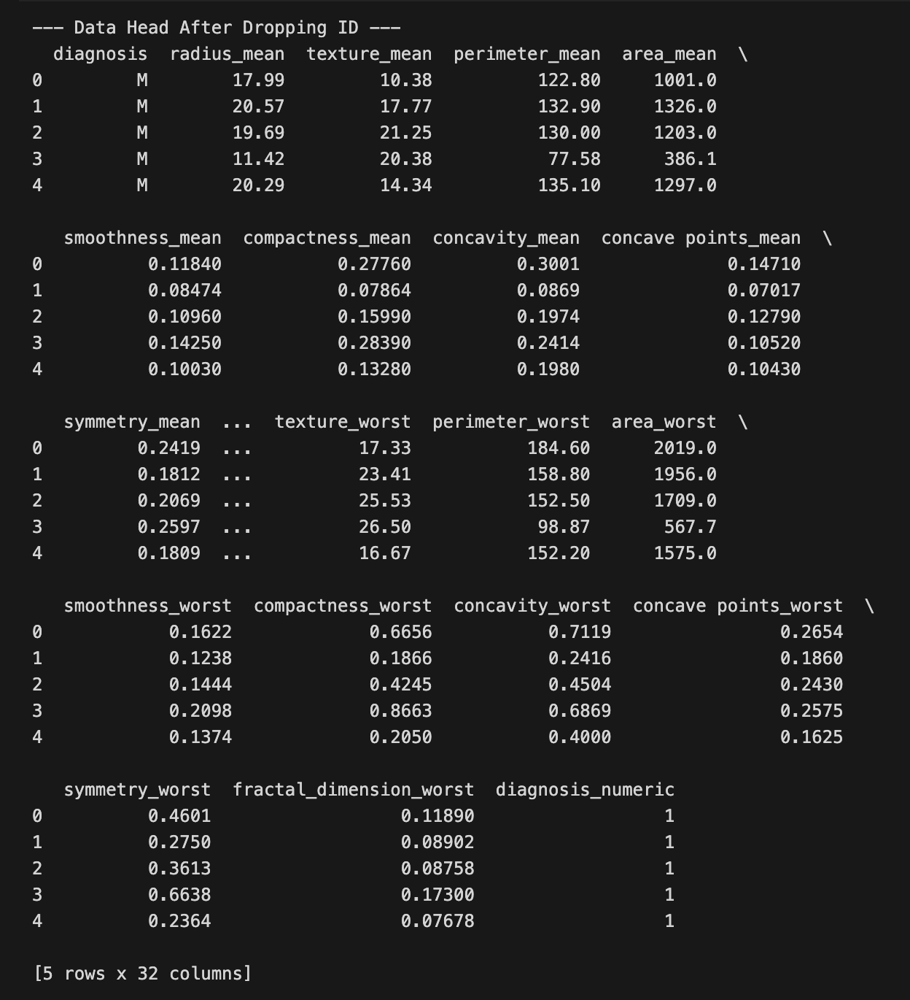 --- Data Head After Dropping ID ---
  diagnosis  radius_mean  texture_mean  perimeter_mean  area_mean  \
0         M        17.99         10.38          122.80     1001.0
1         M        20.57         17.77          132.90     1326.0
2         M        19.69         21.25          130.00     1203.0
3         M        11.42         20.38           77.58      386.1
4         M        20.29         14.34          135.10     1297.0

   smoothness_mean  compactness_mean  concavity_mean  concave points_mean  \
0          0.11840           0.27760          0.3001              0.14710
1          0.08474           0.07864          0.0869              0.07017
2          0.10960           0.15990          0.1974              0.12790
3          0.14250           0.28390          0.2414              0.10520
4          0.10030           0.13280          0.1980              0.10430

   symmetry_mean  ...  texture_worst  perimeter_worst  area_worst  \
0         0.2419  ...          17.33           184.60      2019.0
1         0.1812  ...          23.41           158.80      1956.0
2         0.2069  ...          25.53           152.50      1709.0
3         0.2597  ...          26.50            98.87       567.7
4         0.1809  ...          16.67           152.20      1575.0

   smoothness_worst  compactness_worst  concavity_worst  concave points_worst  \
0            0.1622             0.6656           0.7119                0.2654
1            0.1238             0.1866           0.2416                0.1860
2            0.1444             0.4245           0.4504                0.2430
3            0.2098             0.8663           0.6869                0.2575
4            0.1374             0.2050           0.4000                0.1625

   symmetry_worst  fractal_dimension_worst  diagnosis_numeric
0          0.4601                  0.11890                  1
1          0.2750                  0.08902                  1
2          0.3613                  0.08758                  1
3          0.6638                  0.17300                  1
4          0.2364                  0.07678                  1

[5 rows x 32 columns]